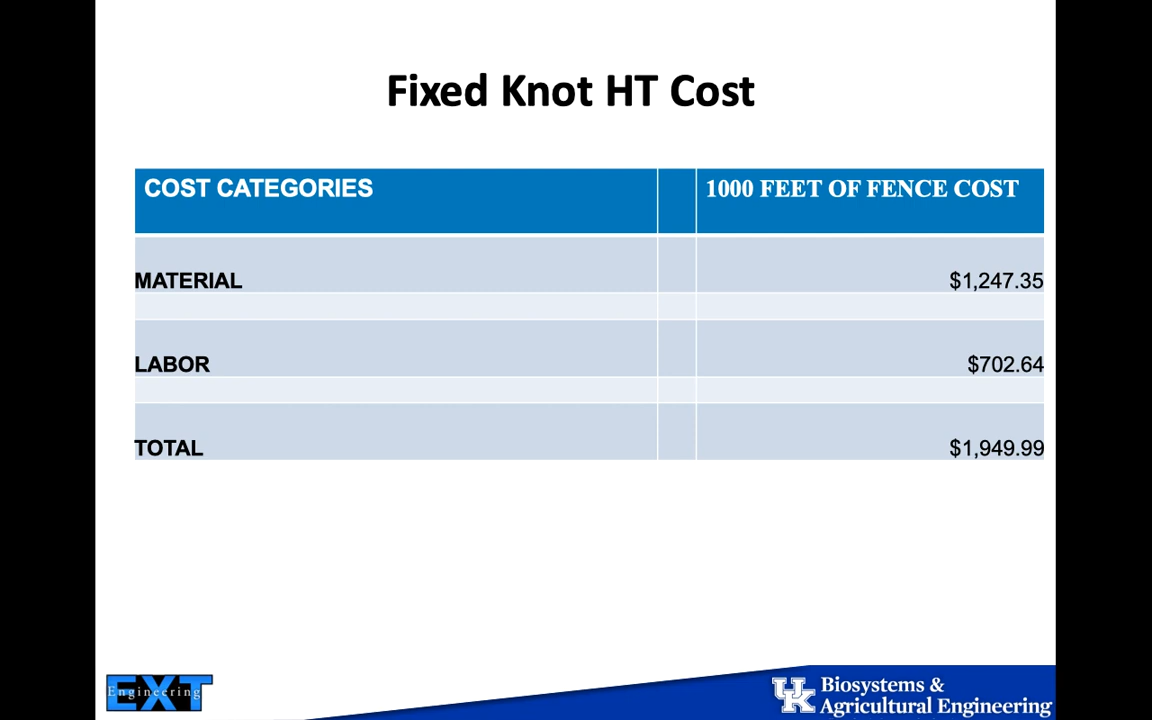 Fixed Knot HT Cost
COST CATEGORIES 1000 FEET OF FENCE COST
MATERIAL $1,247.35
LABOR $702.64
TOTAL $1,949.99
EXT
Engineering
UK Biosystems &
Agricultural Engineering